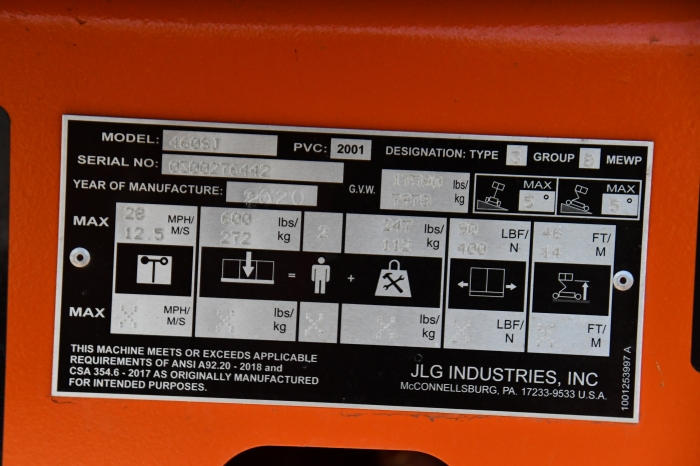 MODEL: 460SJ PVC: 2001 DESIGNATION: TYPE 3 GROUP B MEWP
SERIAL NO: 0300276442
YEAR OF MANUFACTURE: 2020 G.V.W. lbs/ kg MAX 5° MAX 5°
MAX 28 MPH/ 600 lbs/ 2 247 lbs/ 90 LBF/ 46 FT/
12.5 M/S 272 kg 112 kg 400 N 14 M
= +
MAX X MPH/ X lbs/ X X lbs/ X LBF/ X FT/
M/S kg kg N M
THIS MACHINE MEETS OR EXCEEDS APPLICABLE
REQUIREMENTS OF ANSI A92.20 - 2018 and
CSA 354.6 - 2017 AS ORIGINALLY MANUFACTURED
FOR INTENDED PURPOSES.
JLG INDUSTRIES, INC
McCONNELLSBURG, PA. 17233-9533 U.S.A.
1001253997 A